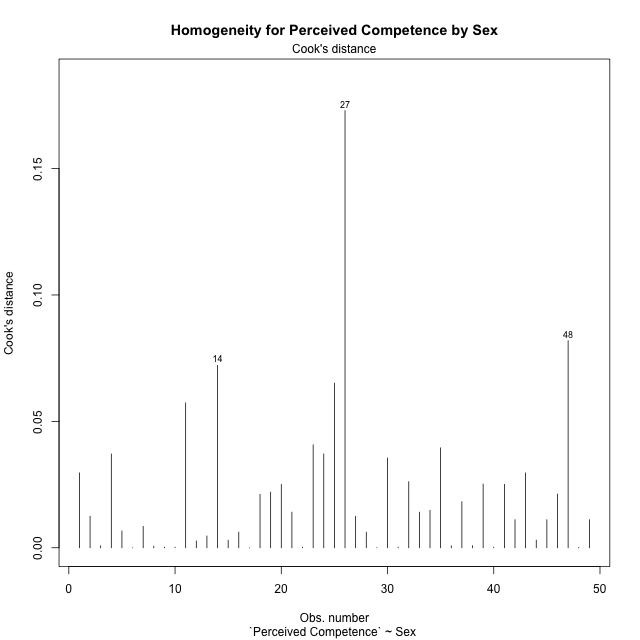 Homogeneity for Perceived Competence by Sex
Cook's distance
27
48
14
Cook's distance
0.15
0.10
0.05
0.00
0 10 20 30 40 50
Obs. number
`Perceived Competence` ~ Sex